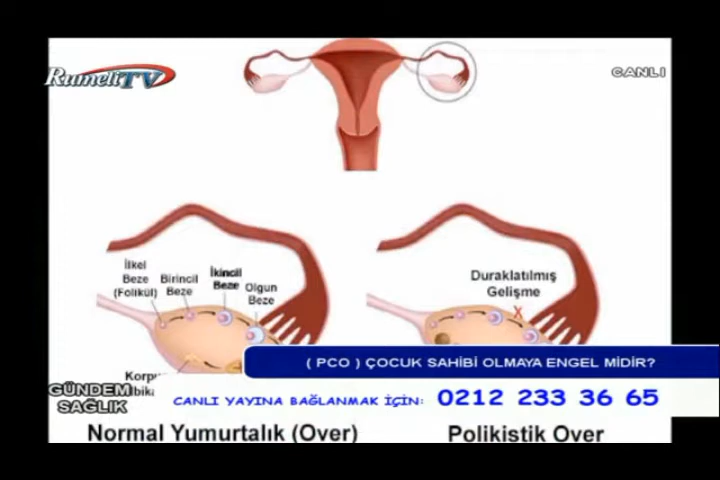 RumeliTV
CANLI
İlkel
Beze
(Folikül)
Birincil
Beze
İkincil
Beze
Olgun
Beze
Duraklatılmış
Gelişme
X
( PCO ) ÇOCUK SAHİBİ OLMAYA ENGEL MİDİR?
GÜNDEM
SAĞLIK
CANLI YAYINA BAĞLANMAK İÇİN: 0212 233 36 65
Normal Yumurtalık (Over)
Polikistik Over